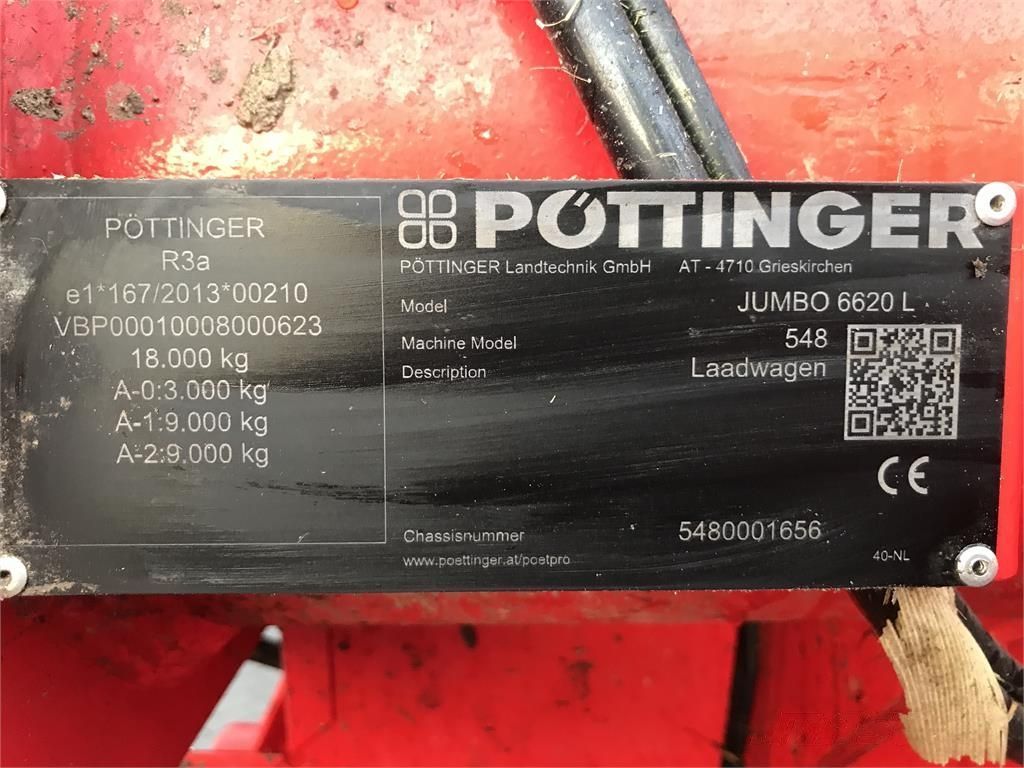 PÖTTINGER
R3a
e1*167/2013*00210
VBP00010008000623
18.000 kg
A-0:3.000 kg
A-1:9.000 kg
A-2:9.000 kg
PÖTTINGER
PÖTTINGER Landtechnik GmbH AT - 4710 Grieskirchen
Model JUMBO 6620 L
Machine Model 548
Description Laadwagen
CE
Chassisnummer 5480001656
www.poettinger.at/poetpro 40-NL